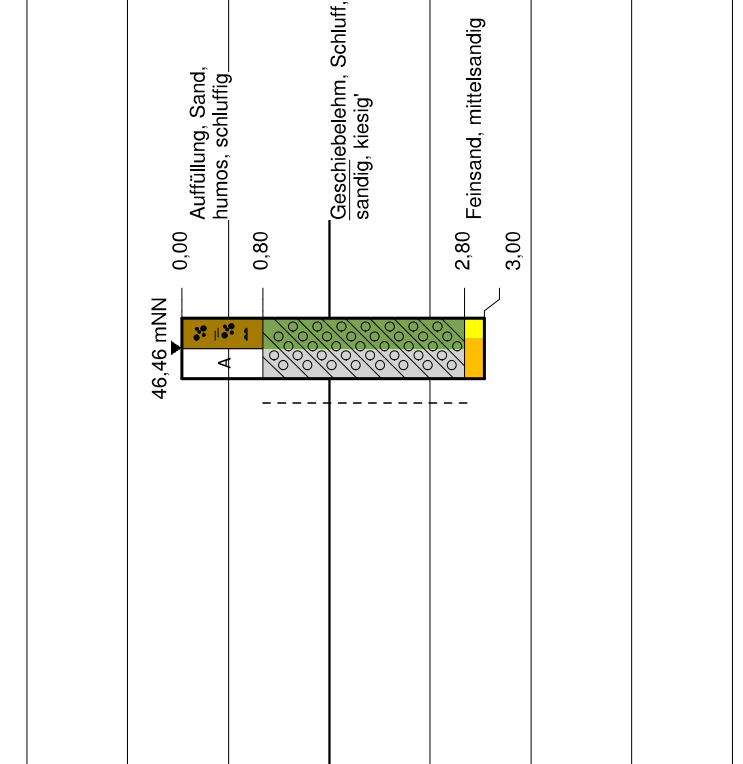 46,46 mNN
0,00
Auffüllung, Sand,
humos, schluffig
A
0,80
Geschiebelehm, Schluff,
sandig, kiesig'
2,80
Feinsand, mittelsandig
3,00